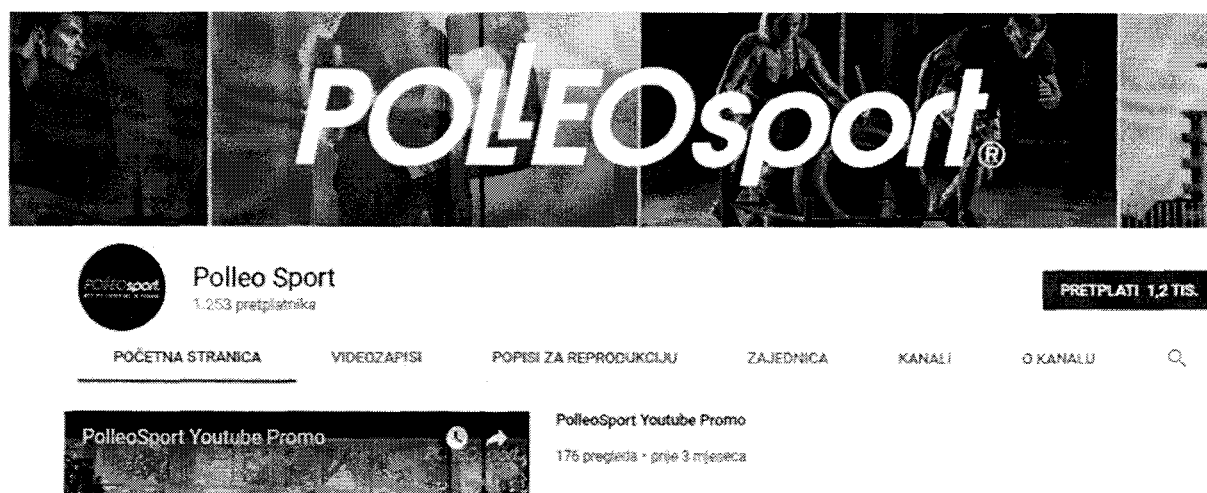 POLLEOsport®
POLLEOsport
Polleo Sport
1.253 pretplatnika
PRETPLATI 1,2 TIS.
POČETNA STRANICA
VIDEOZAPISI
POPISI ZA REPRODUKCIJU
ZAJEDNICA
KANALI
O KANALU
PolleoSport Youtube Promo
PolleoSport Youtube Promo
176 pregleda • prije 3 mjeseca